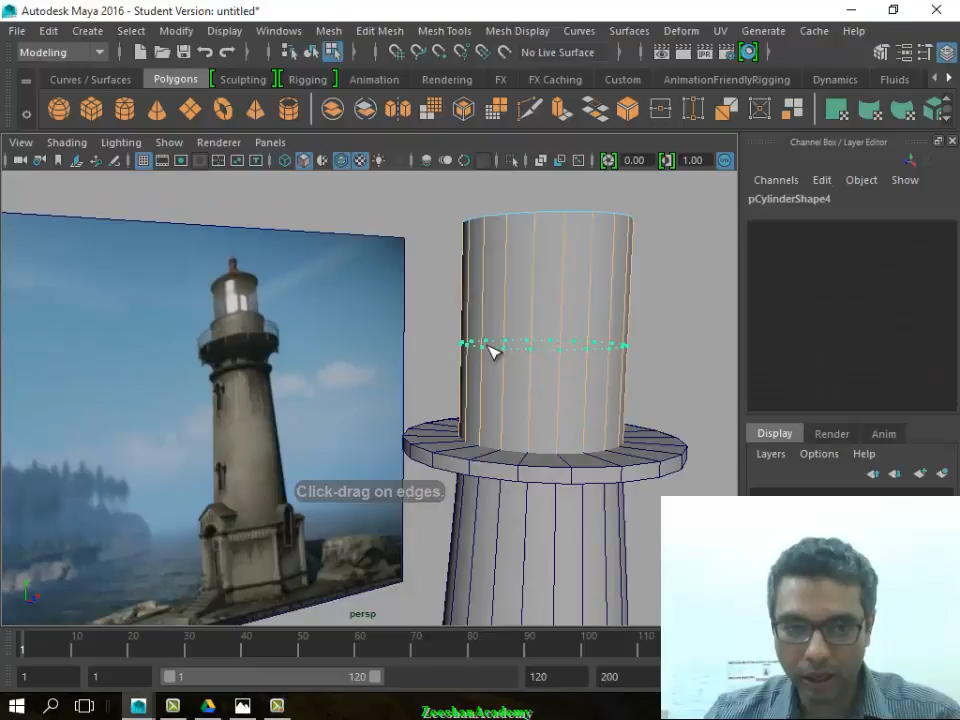 Autodesk Maya 2016 - Student Version: untitled*
File Edit Create Select Modify Display Windows Mesh Edit Mesh Mesh Tools Mesh Display Curves Surfaces Deform UV Generate Cache Help
Modeling No Live Surface
Curves / Surfaces Polygons Sculpting Rigging Animation Rendering FX FX Caching Custom AnimationFriendlyRigging Dynamics Fluids
View Shading Lighting Show Renderer Panels
0.00 1.00
Channel Box / Layer Editor
Channels Edit Object Show
pCylinderShape4
Click-drag on edges.
persp
Display Render Anim
Layers Options Help
1 10 20 30 40 50 60 70 80 90 100 110
1 1 1 120 120 200
ZeeshanAcademy